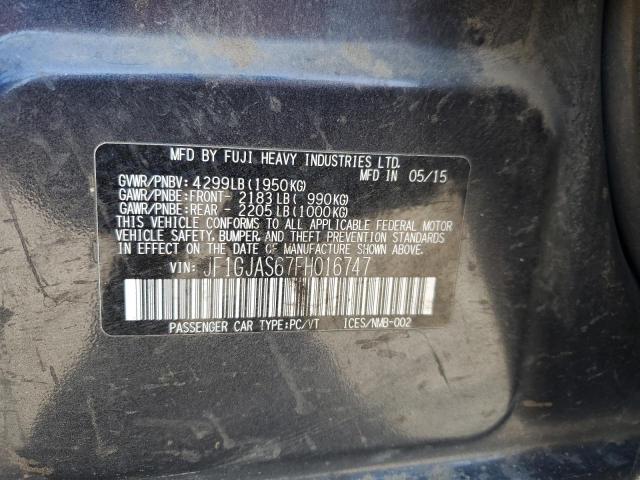 MFD BY FUJI HEAVY INDUSTRIES LTD.
MFD IN 05/15
GVWR/PNBV: 4299LB (1950KG)
GAWR/PNBE:FRONT- 2183LB ( 990KG)
GAWR/PNBE:REAR - 2205LB (1000KG)
THIS VEHICLE CONFORMS TO ALL APPLICABLE FEDERAL MOTOR
VEHICLE SAFETY, BUMPER,AND THEFT PREVENTION STANDARDS
IN EFFECT ON THE DATE OF MANUFACTURE SHOWN ABOVE.
VIN: JF1GJAS67FH016747
PASSENGER CAR TYPE:PC/VT ICES/NMB-002